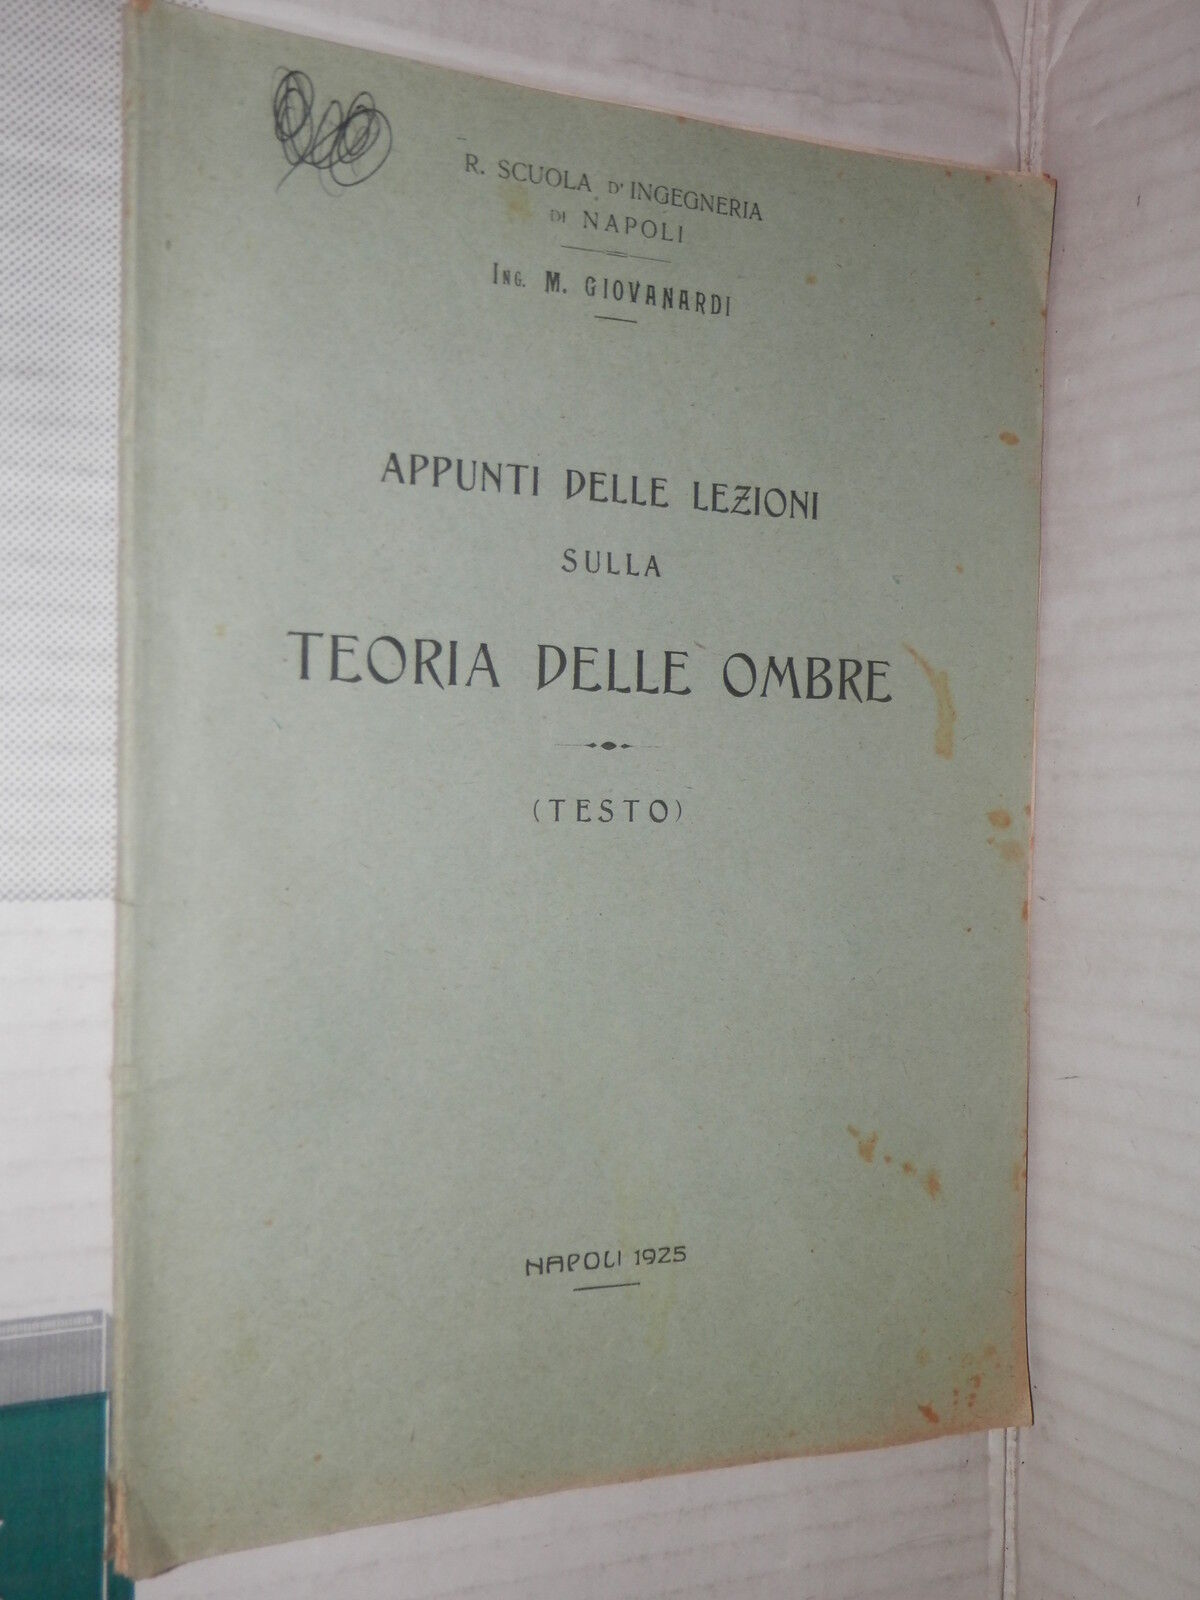 R. SCUOLA D'INGEGNERIA
DI NAPOLI
ING. M. GIOVANARDI
APPUNTI DELLE LEZIONI
SULLA
TEORIA DELLE OMBRE
(TESTO)
NAPOLI 1925